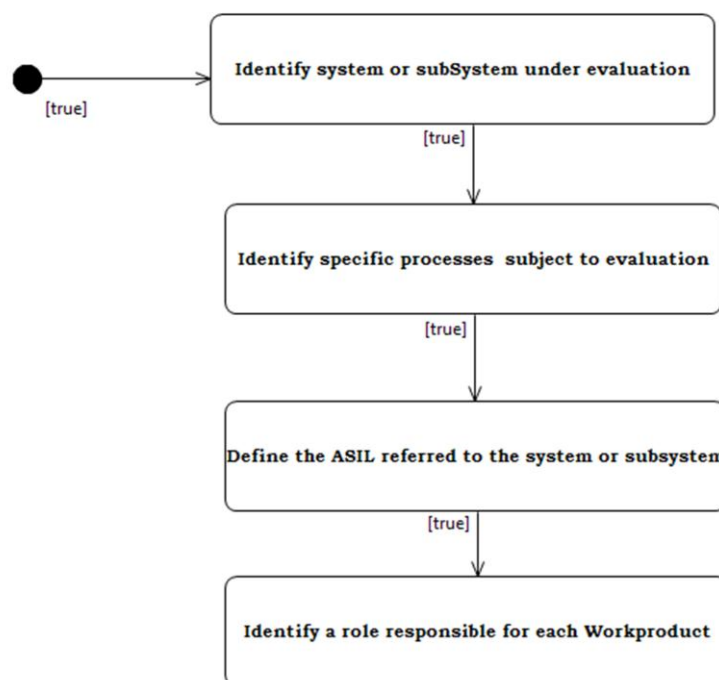 Identify system or subSystem under evaluation
[true]
[true]
Identify specific processes  subject to evaluation
[true]
Define the ASIL referred to the system or subsystem
[true]
Identify a role responsible for each Workproduct